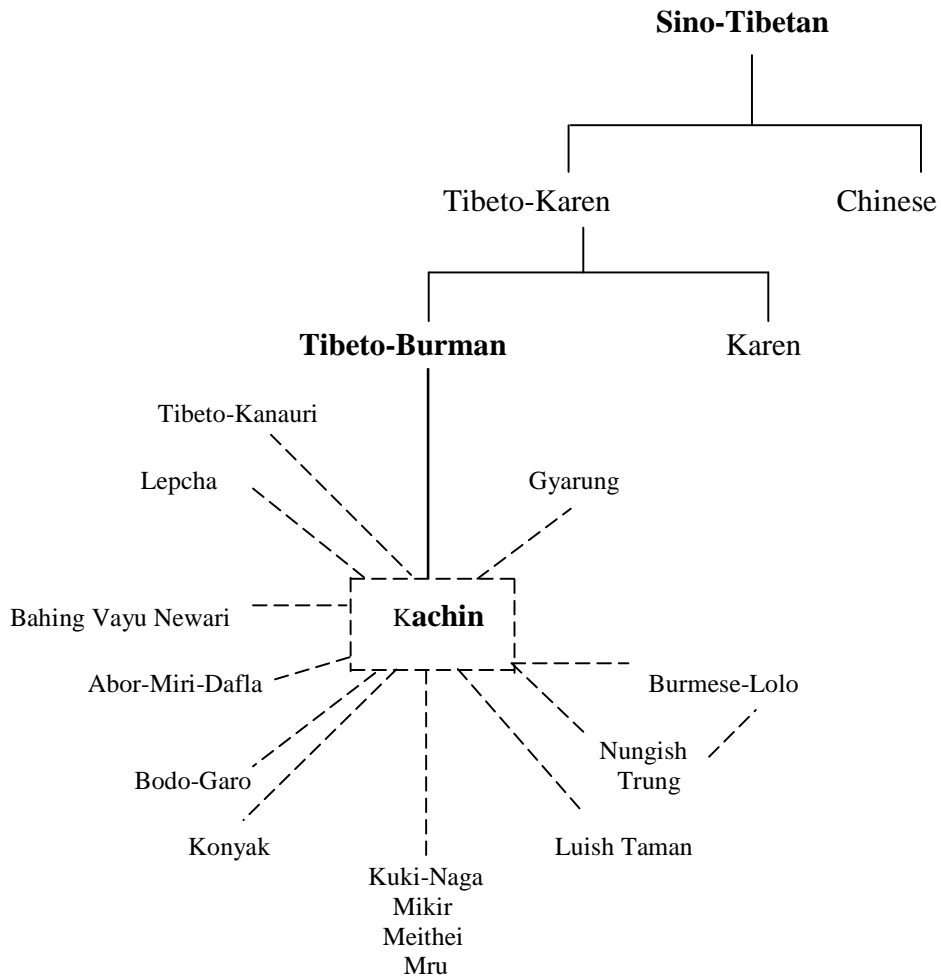 Sino-Tibetan
Tibeto-Karen
Chinese
Tibeto-Burman
Karen
Tibeto-Kanauri
Lepcha
Gyarung
Kachin
Bahing Vayu Newari
Abor-Miri-Dafla
Burmese-Lolo
Nungish
Trung
Bodo-Garo
Konyak
Luish Taman
Kuki-Naga
Mikir
Meithei
Mru